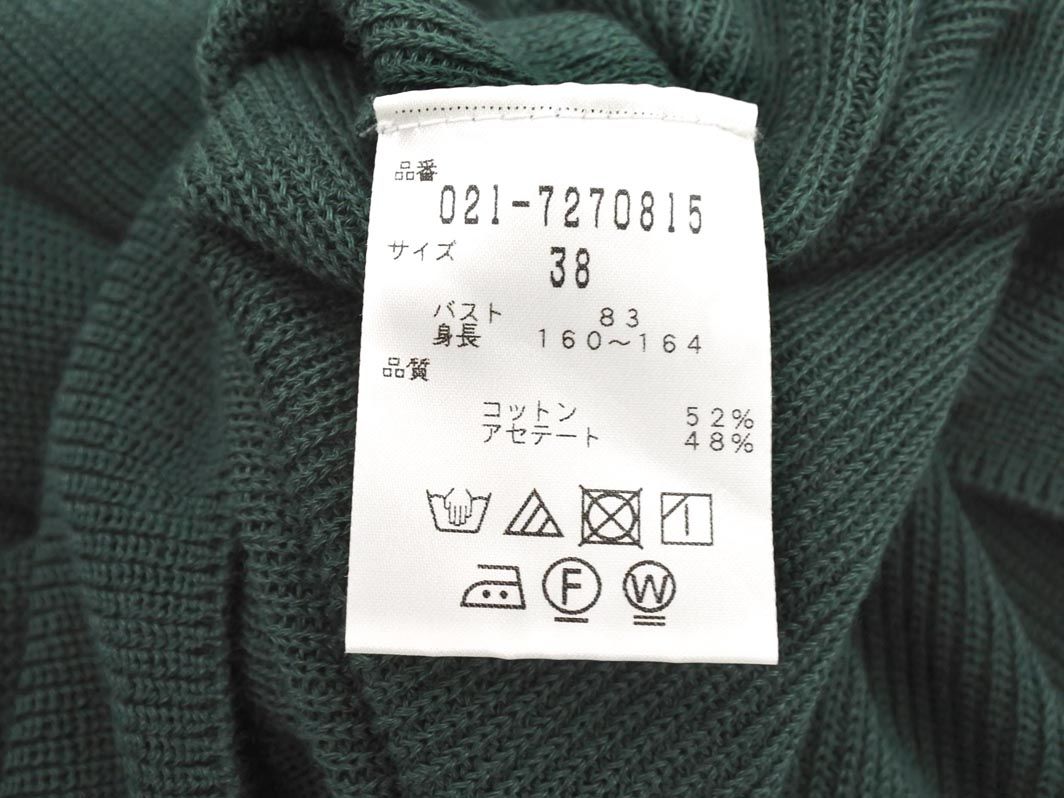 品番
021-7270815
サイズ
38
バスト 83
身長 160～164
品質
コットン 52%
アセテート 48%
F
W